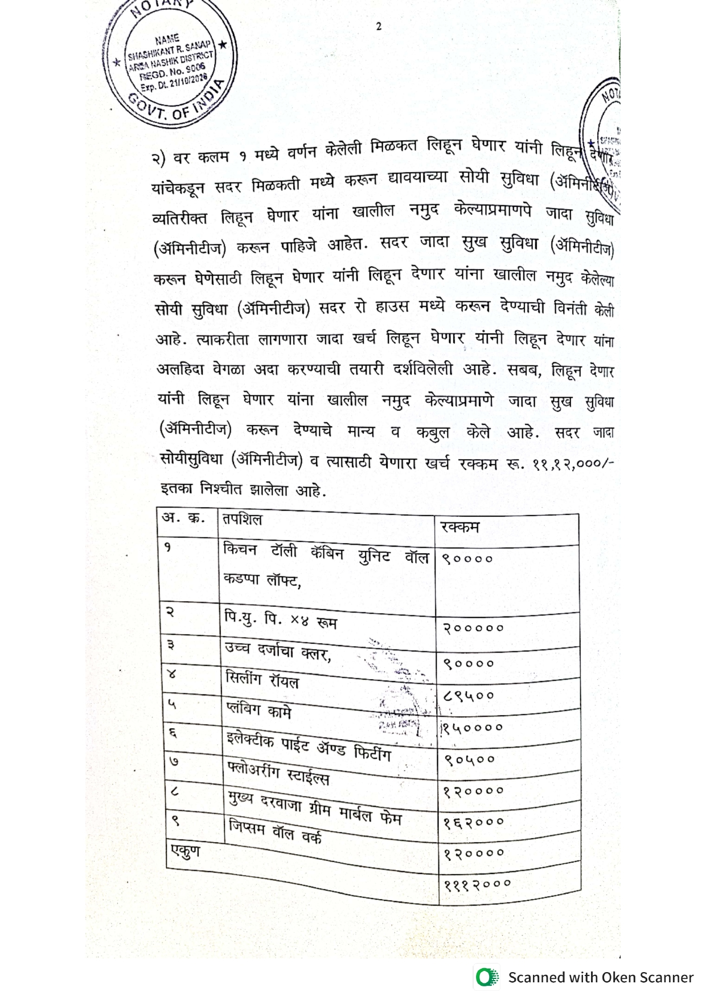 NOTARY
NAME
SHASHIKANT R. SANAP
AREA NASHIK DISTRICT
REGD. No. 9006
Exp. Dt. 21/10/2026
GOVT. OF INDIA
2
NOTA
२) वर कलम १ मध्ये वर्णन केलेली मिळकत लिहून घेणार यांनी लिहून देणार
यांचेकडून सदर मिळकती मध्ये करून द्यावयाच्या सोयी सुविधा (ॲमिनीटीज)
व्यतिरीक्त लिहून घेणार यांना खालील नमुद केल्याप्रमाणपे जादा सुविधा
(ॲमिनीटीज) करून पाहिजे आहेत. सदर जादा सुख सुविधा (ॲमिनीटीज)
करून घेणेसाठी लिहून घेणार यांनी लिहून देणार यांना खालील नमुद केलेल्या
सोयी सुविधा (ॲमिनीटीज) सदर रो हाउस मध्ये करून देण्याची विनंती केली
आहे. त्याकरीता लागणारा जादा खर्च लिहून घेणार यांनी लिहून देणार यांना
अलहिदा वेगळा अदा करण्याची तयारी दर्शविलेली आहे. सबब, लिहून देणार
यांनी लिहून घेणार यांना खालील नमुद केल्याप्रमाणे जादा सुख सुविधा
(ॲमिनीटीज) करून देण्याचे मान्य व कबुल केले आहे. सदर जादा
सोयीसुविधा (ॲमिनीटीज) व त्यासाठी येणारा खर्च रक्कम रू. ११,१२,०००/-
इतका निश्चीत झालेला आहे.
अ. क्र. तपशिल रक्कम
१ किचन टॉली कॅबिन युनिट वॉल ९००००
कडप्पा लॉफ्ट,
२ पि.यु. पि. ×४ रूम २०००००
३ उच्च दर्जाचा क्लर, ९००००
४ सिलींग रॉयल ८९५००
५ प्लंबिग कामे १५००००
६ इलेक्टीक पाईट ॲण्ड फिटींग ९०५००
७ फ्लोअरींग स्टाईल्स १२००००
८ मुख्य दरवाजा ग्रीम मार्बल फेम १६२०००
९ जिप्सम वॉल वर्क १२००००
एकुण १११२०००
Scanned with Oken Scanner